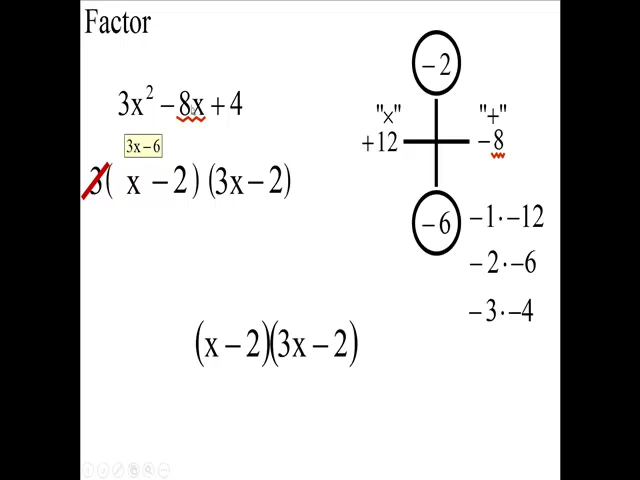 Factor
3x² − 8x + 4
3x − 6
3( x − 2 ) (3x − 2)
(x − 2)(3x − 2)
− 2
"×" "+"
+12 − 8
− 6
− 1 · − 12
− 2 · − 6
− 3 · − 4